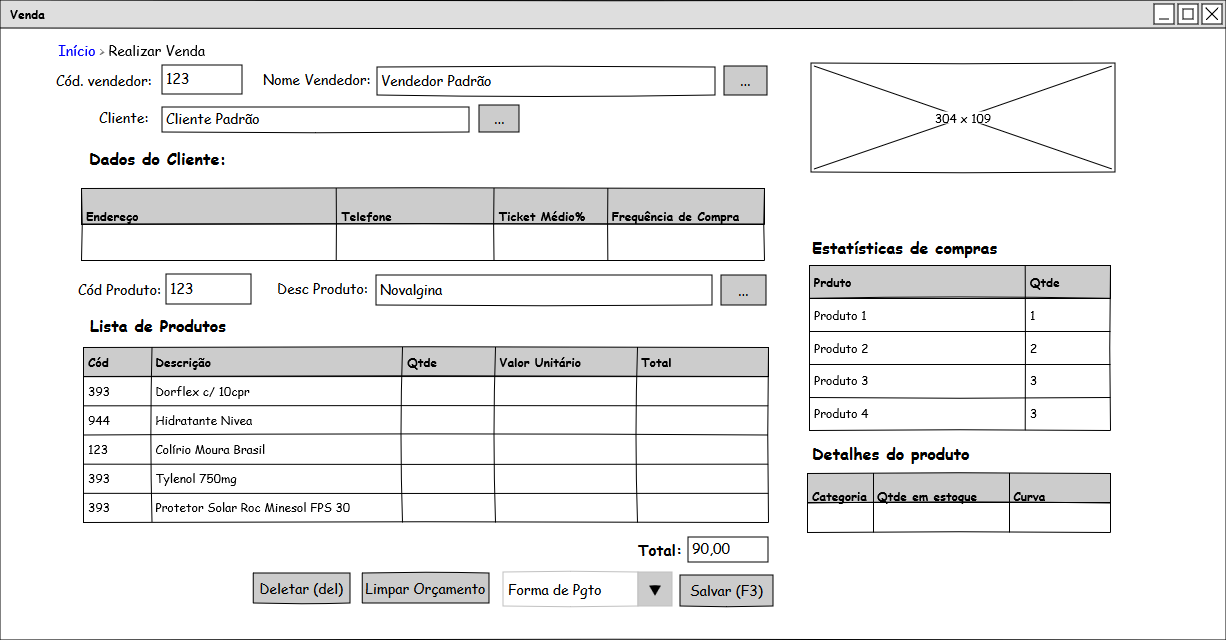 Venda
Início > Realizar Venda
Cód. vendedor: 123 Nome Vendedor: Vendedor Padrão ...
Cliente: Cliente Padrão ...
304 x 109
Dados do Cliente:
Endereço Telefone Ticket Médio% Frequência de Compra
Cód Produto: 123 Desc Produto: Novalgina ...
Lista de Produtos
Cód Descrição Qtde Valor Unitário Total
393 Dorflex c/ 10cpr
944 Hidratante Nivea
123 Colírio Moura Brasil
393 Tylenol 750mg
393 Protetor Solar Roc Minesol FPS 30
Total: 90,00
Deletar (del) Limpar Orçamento Forma de Pgto Salvar (F3)
Estatísticas de compras
Prduto Qtde
Produto 1 1
Produto 2 2
Produto 3 3
Produto 4 3
Detalhes do produto
Categoria Qtde em estoque Curva